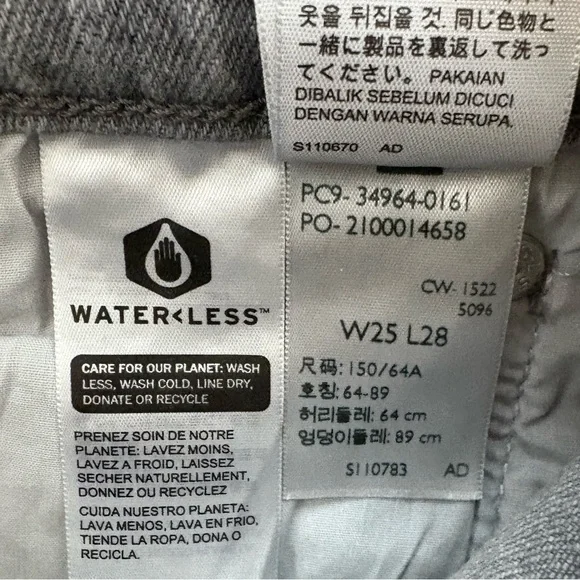 옷을 뒤집을 것. 同じ色物と
一緒に製品を裏返して洗っ
てください。 PAKAIAN
DIBALIK SEBELUM DICUCI
DENGAN WARNA SERUPA.
S110670 AD
WATER<LESS™
CARE FOR OUR PLANET: WASH
LESS, WASH COLD, LINE DRY,
DONATE OR RECYCLE
PRENEZ SOIN DE NOTRE
PLANETE: LAVEZ MOINS,
LAVEZ A FROID, LAISSEZ
SECHER NATURELLEMENT,
DONNEZ OU RECYCLEZ
CUIDA NUESTRO PLANETA:
LAVA MENOS, LAVA EN FRIO,
TIENDE LA ROPA, DONA O
RECICLA.
PC9- 34964-0161
PO- 2100014658
CW- 1522
5096
W25 L28
尺码: 150/64A
호칭: 64-89
허리둘레: 64 cm
엉덩이둘레: 89 cm
S110783 AD